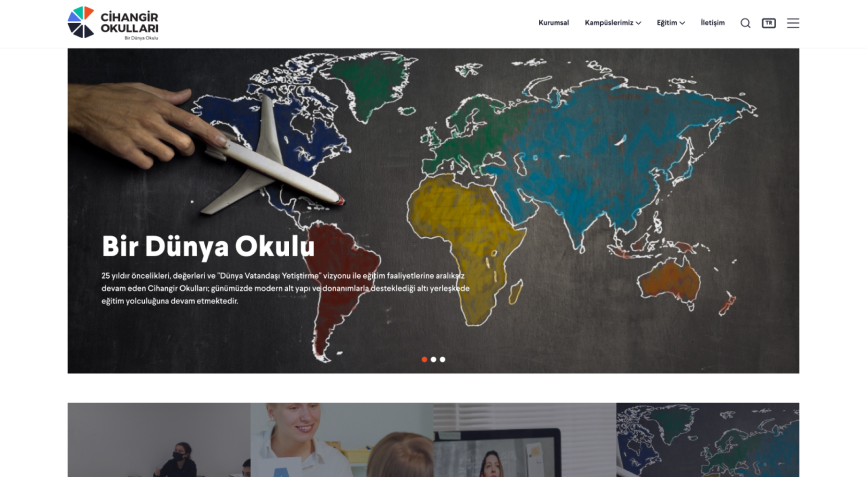 CİHANGİR
OKULLARI
Bir Dünya Okulu
Kurumsal
Kampüslerimiz
Eğitim
İletişim
TR
Bir Dünya Okulu
25 yıldır öncelikleri, değerleri ve "Dünya Vatandaşı Yetiştirme" vizyonu ile eğitim faaliyetlerine aralıksız
devam eden Cihangir Okulları; günümüzde modern alt yapı ve donanımlarla desteklediği altı yerleşkede
eğitim yolculuğuna devam etmektedir.